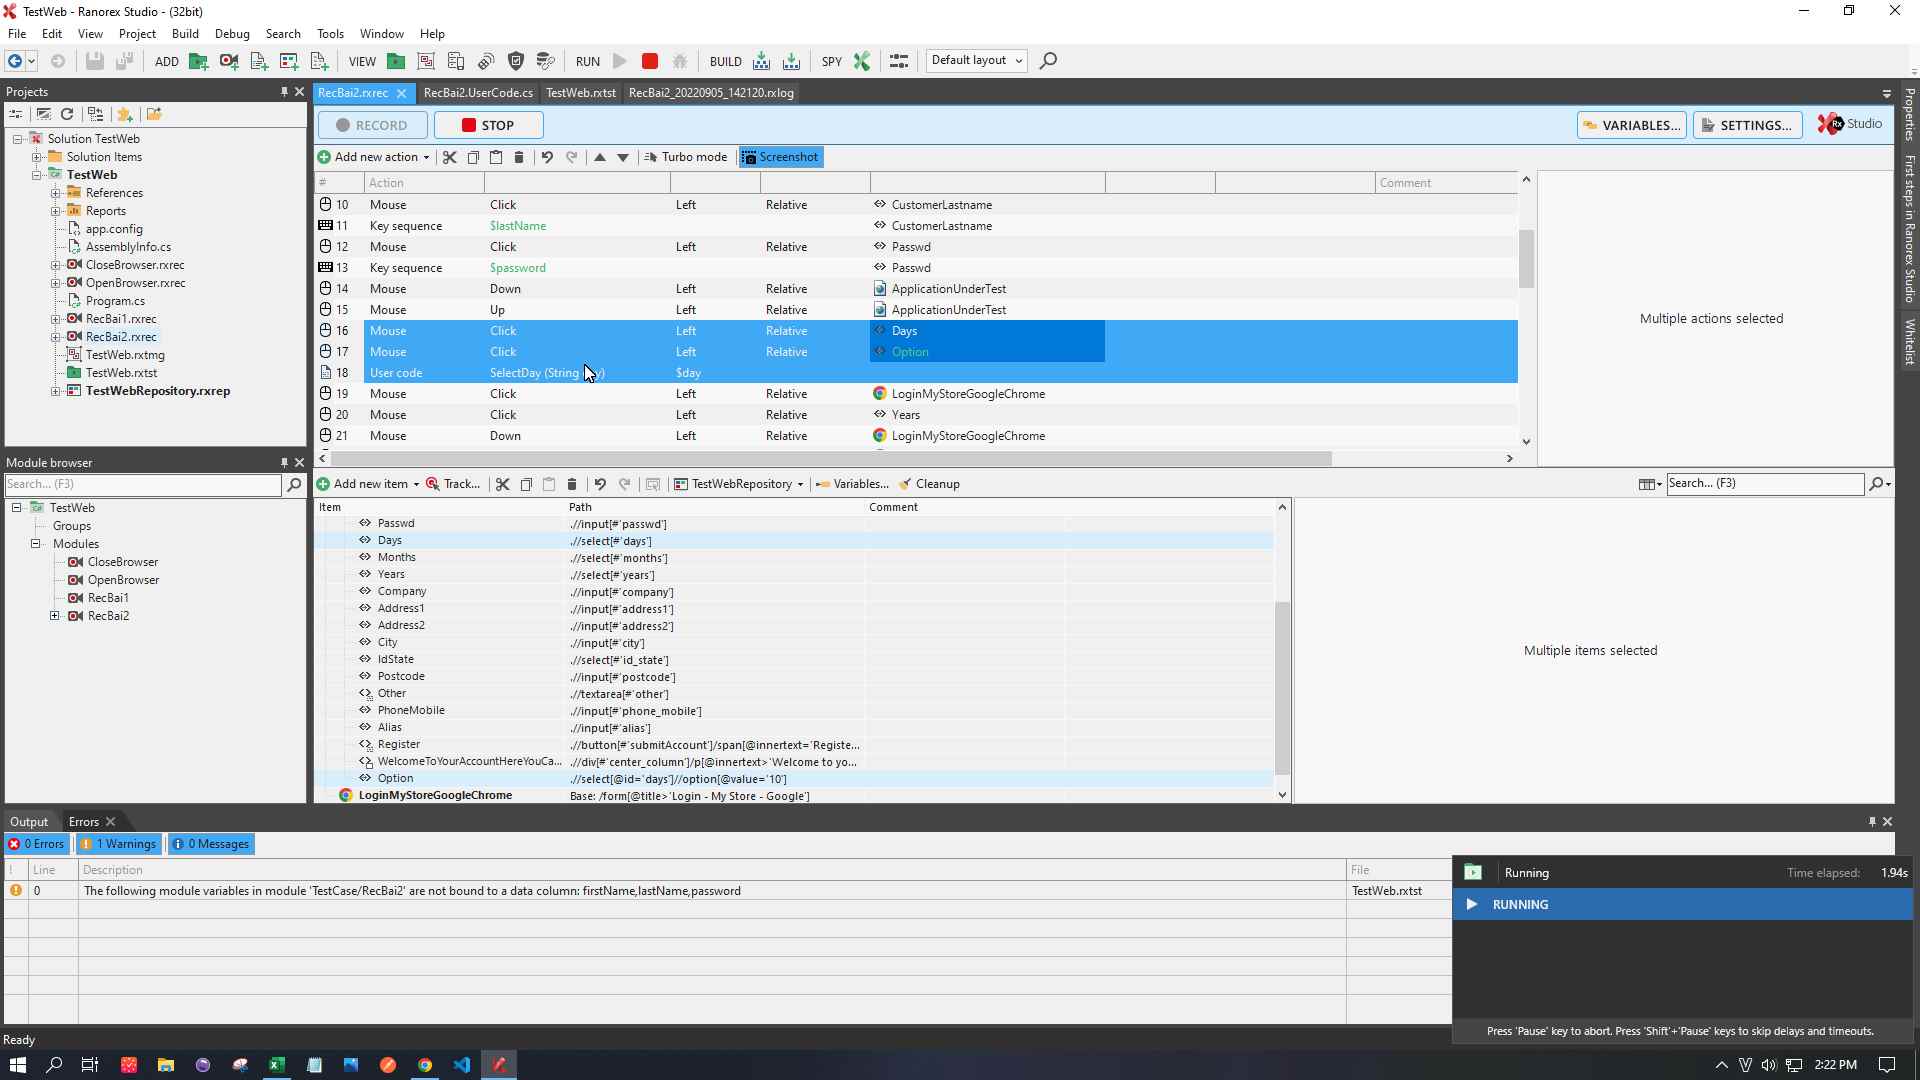 TestWeb - Ranorex Studio - (32bit)
File Edit View Project Build Debug Search Tools Window Help
ADD VIEW RUN BUILD SPY Default layout
Projects
Solution TestWeb
Solution Items
TestWeb
References
Reports
app.config
AssemblyInfo.cs
CloseBrowser.rxrec
OpenBrowser.rxrec
Program.cs
RecBai1.rxrec
RecBai2.rxrec
TestWeb.rxtmg
TestWeb.rxtst
TestWebRepository.rxrep
Module browser
Search... (F3)
TestWeb
Groups
Modules
CloseBrowser
OpenBrowser
RecBai1
RecBai2
RecBai2.rxrec RecBai2.UserCode.cs TestWeb.rxtst RecBai2_20220905_142120.rxlog
RECORD STOP VARIABLES... SETTINGS... Rx Studio
Add new action Turbo mode Screenshot
# Action Comment
10 Mouse Click Left Relative CustomerLastname
11 Key sequence $lastName CustomerLastname
12 Mouse Click Left Relative Passwd
13 Key sequence $password Passwd
14 Mouse Down Left Relative ApplicationUnderTest
15 Mouse Up Left Relative ApplicationUnderTest
16 Mouse Click Left Relative Days
17 Mouse Click Left Relative Option
18 User code SelectDay (String $day
19 Mouse Click Left Relative LoginMyStoreGoogleChrome
20 Mouse Click Left Relative Years
21 Mouse Down Left Relative LoginMyStoreGoogleChrome
Multiple actions selected
Properties
First steps in Ranorex Studio
Whitelist
Add new item Track... TestWebRepository Variables... Cleanup Search... (F3)
Item Path Comment
Passwd .//input[#'passwd']
Days .//select[#'days']
Months .//select[#'months']
Years .//select[#'years']
Company .//input[#'company']
Address1 .//input[#'address1']
Address2 .//input[#'address2']
City .//input[#'city']
IdState .//select[#'id_state']
Postcode .//input[#'postcode']
Other .//textarea[#'other']
PhoneMobile .//input[#'phone_mobile']
Alias .//input[#'alias']
Register .//button[#'submitAccount']/span[@innertext='Registe...
WelcomeToYourAccountHereYouCa... .//div[#'center_column']/p[@innertext>'Welcome to yo...
Option .//select[@id='days']//option[@value='10']
LoginMyStoreGoogleChrome Base: /form[@title>'Login - My Store - Google']
Multiple items selected
Output Errors
0 Errors 1 Warnings 0 Messages
! Line Description File
0 The following module variables in module 'TestCase/RecBai2' are not bound to a data column: firstName,lastName,password TestWeb.rxtst
Running Time elapsed: 1.94s
RUNNING
Press 'Pause' key to abort. Press 'Shift'+'Pause' keys to skip delays and timeouts.
Ready
2:22 PM